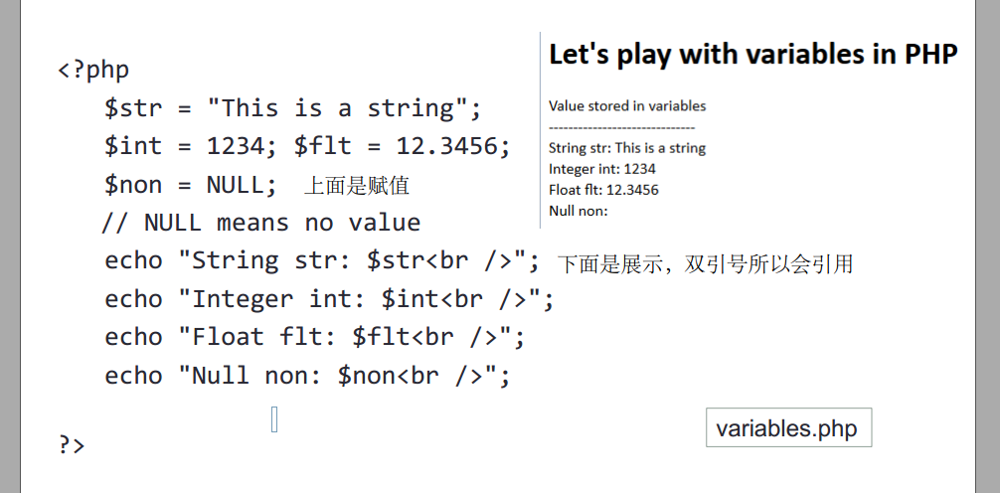 <?php
$str = "This is a string";
$int = 1234; $flt = 12.3456;
$non = NULL; 上面是赋值
// NULL means no value
echo "String str: $str<br />"; 下面是展示，双引号所以会引用
echo "Integer int: $int<br />";
echo "Float flt: $flt<br />";
echo "Null non: $non<br />";
?>
Let's play with variables in PHP
Value stored in variables
------------------------------
String str: This is a string
Integer int: 1234
Float flt: 12.3456
Null non:
variables.php